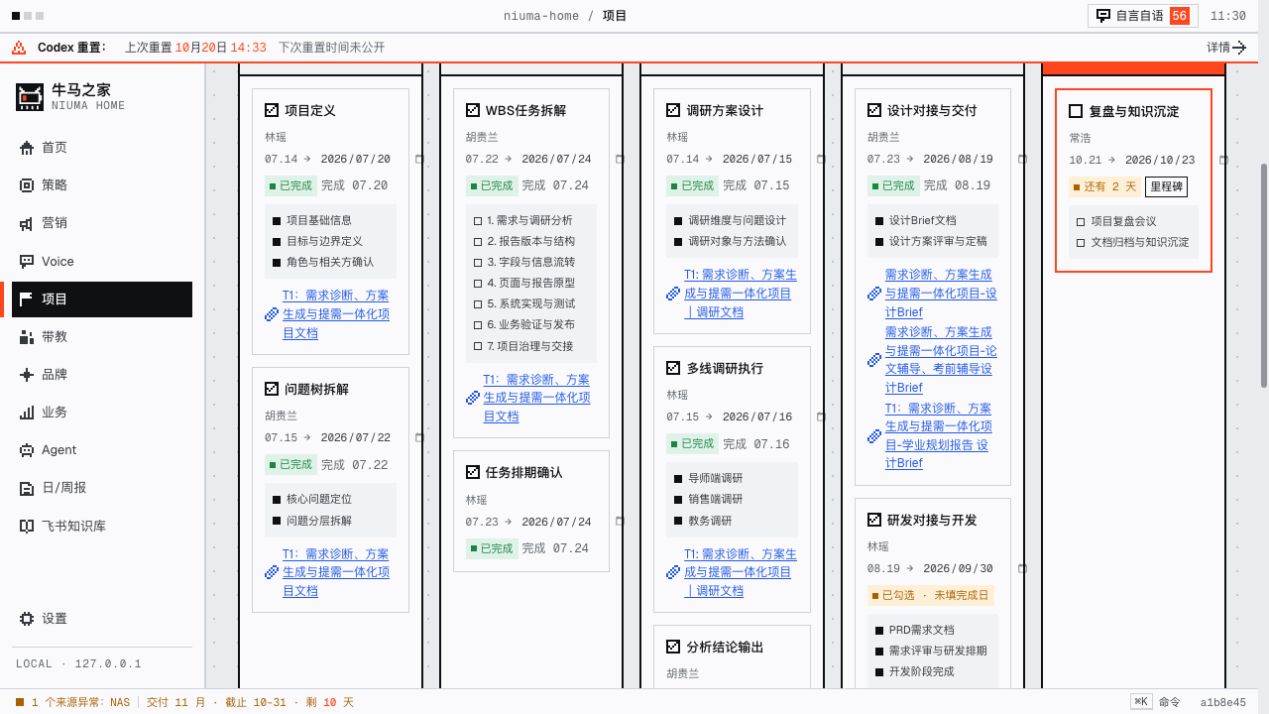 niuma-home / 项目
自言自语 56
11:30
Codex 重置： 上次重置 10月20日 14:33 下次重置时间未公开
详情
牛马之家
NIUMA HOME
首页
策略
营销
Voice
项目
带教
品牌
业务
Agent
日/周报
飞书知识库
设置
LOCAL · 127.0.0.1
项目定义
林瑶
07.14 → 2026/07/20
已完成 完成 07.20
项目基础信息
目标与边界定义
角色与相关方确认
T1：需求诊断、方案
生成与提需一体化项
目文档
问题树拆解
胡贵兰
07.15 → 2026/07/22
已完成 完成 07.22
核心问题定位
问题分层拆解
T1：需求诊断、方案
生成与提需一体化项
目文档
WBS任务拆解
胡贵兰
07.22 → 2026/07/24
已完成 完成 07.24
1. 需求与调研分析
2. 报告版本与结构
3. 字段与信息流转
4. 页面与报告原型
5. 系统实现与测试
6. 业务验证与发布
7. 项目治理与交接
T1：需求诊断、方案
生成与提需一体化项
目文档
任务排期确认
林瑶
07.23 → 2026/07/24
已完成 完成 07.24
调研方案设计
林瑶
07.14 → 2026/07/15
已完成 完成 07.15
调研维度与问题设计
调研对象与方法确认
T1: 需求诊断、方案生
成与提需一体化项目
｜调研文档
多线调研执行
林瑶
07.15 → 2026/07/16
已完成 完成 07.16
导师端调研
销售端调研
教务调研
T1: 需求诊断、方案生
成与提需一体化项目
｜调研文档
分析结论输出
胡贵兰
设计对接与交付
胡贵兰
07.23 → 2026/08/19
已完成 完成 08.19
设计Brief文档
设计方案评审与定稿
需求诊断、方案生成
与提需一体化项目-设
计Brief
需求诊断、方案生成
与提需一体化项目-论
文辅导、考前辅导设
计Brief
T1：需求诊断、方案
生成与提需一体化项
目-学业规划报告 设
计Brief
研发对接与开发
林瑶
08.19 → 2026/09/30
已勾选 · 未填完成日
PRD需求文档
需求评审与研发排期
开发阶段完成
复盘与知识沉淀
常浩
10.21 → 2026/10/23
还有 2 天 里程碑
项目复盘会议
文档归档与知识沉淀
1 个来源异常: NAS 交付 11 月 · 截止 10-31 · 剩 10 天
⌘K 命令 a1b8e45